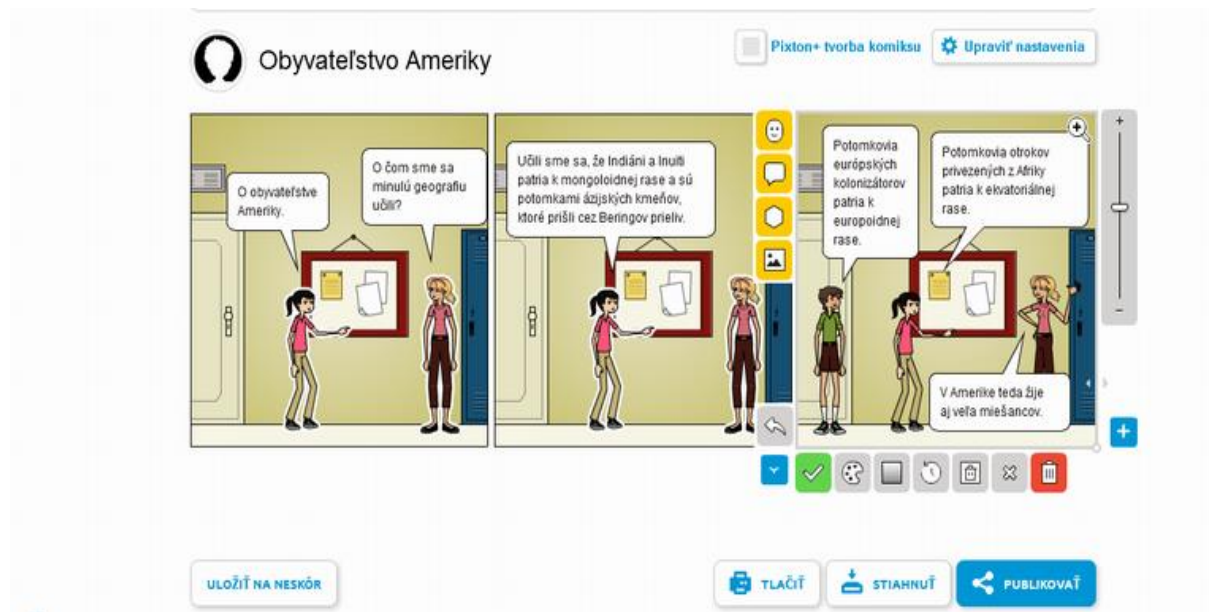 Obyvateľstvo Ameriky
Pixton+ tvorba komiksu
Upraviť nastavenia
O obyvateľstve
Ameriky.
O čom sme sa
minulú geografiu
učili?
Učili sme sa, že Indiáni a Inuiti
patria k mongoloidnej rase a sú
potomkami ázijských kmeňov,
ktoré prišli cez Beringov prieliv.
Potomkovia
európských
kolonizátorov
patria k
europoidnej
rase.
Potomkovia otrokov
privezených z Afriky
patria k ekvatoriálnej
rase.
V Amerike teda žije
aj veľa miešancov.
ULOŽIŤ NA NESKÔR
TLAČIŤ
STIAHNUŤ
PUBLIKOVAŤ